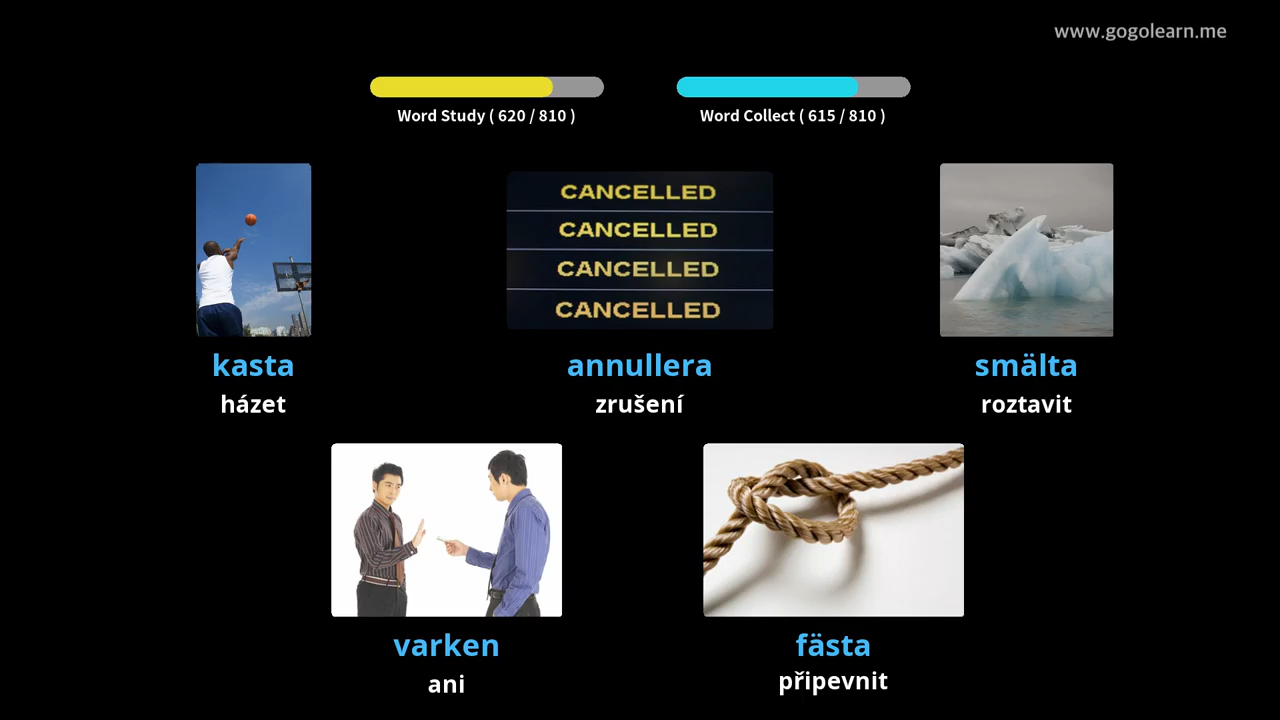 www.gogolearn.me
Word Study ( 620 / 810 )
Word Collect ( 615 / 810 )
CANCELLED
CANCELLED
CANCELLED
CANCELLED
kasta
annullera
smälta
házet
zrušení
roztavit
varken
fästa
ani
připevnit